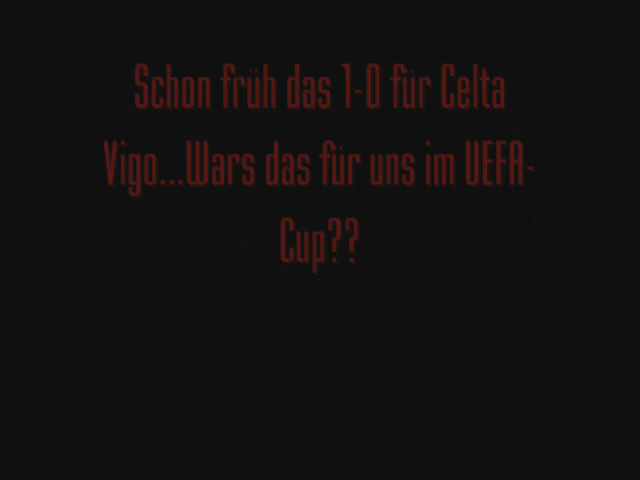 Schon früh das 1-0 für Celta
Vigo...Wars das für uns im UEFA-
Cup??